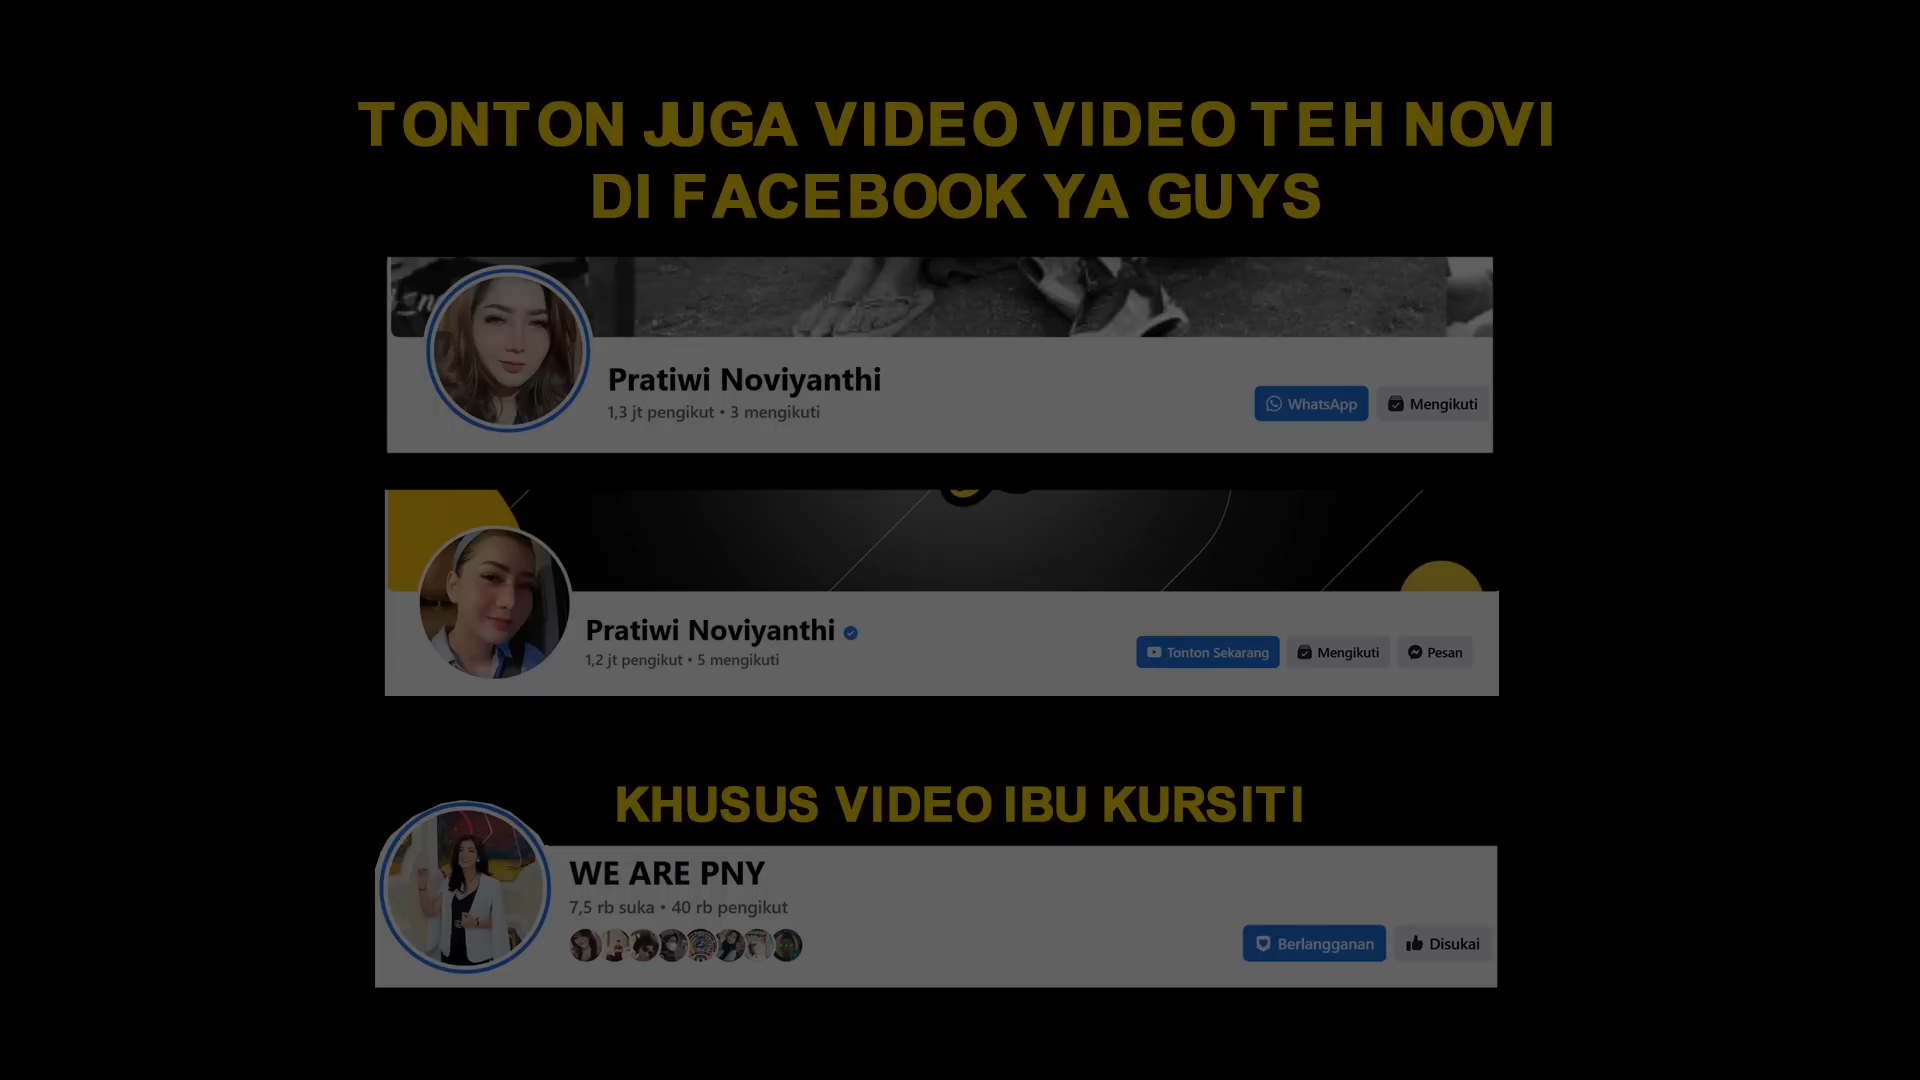 TONTON JUGA VIDEO VIDEO TEH NOVI
DI FACEBOOK YA GUYS
Pratiwi Noviyanthi
1,3 jt pengikut • 3 mengikuti
WhatsApp
Mengikuti
Pratiwi Noviyanthi
1,2 jt pengikut • 5 mengikuti
Tonton Sekarang
Mengikuti
Pesan
KHUSUS VIDEO IBU KURSITI
WE ARE PNY
7,5 rb suka • 40 rb pengikut
Berlangganan
Disukai